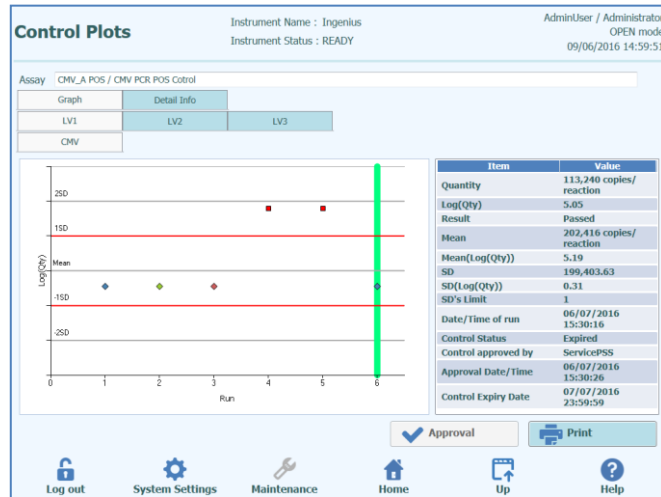 Control Plots
Instrument Name : Ingenius
Instrument Status : READY
AdminUser / Administrator
OPEN mode
09/06/2016 14:59:51
Assay CMV_A POS / CMV PCR POS Cotrol
Graph Detail Info
LV1 LV2 LV3
CMV
2SD
1SD
Mean
-1SD
-2SD
Log(Qty)
0 1 2 3 4 5 6
Run
Item Value
Quantity 113,240 copies/
reaction
Log(Qty) 5.05
Result Passed
Mean 202,416 copies/
reaction
Mean(Log(Qty)) 5.19
SD 199,403.63
SD(Log(Qty)) 0.31
SD's Limit 1
Date/Time of run 06/07/2016
15:30:16
Control Status Expired
Control approved by ServicePSS
Approval Date/Time 06/07/2016
15:30:26
Control Expiry Date 07/07/2016
23:59:59
Approval Print
Log out System Settings Maintenance Home Up Help